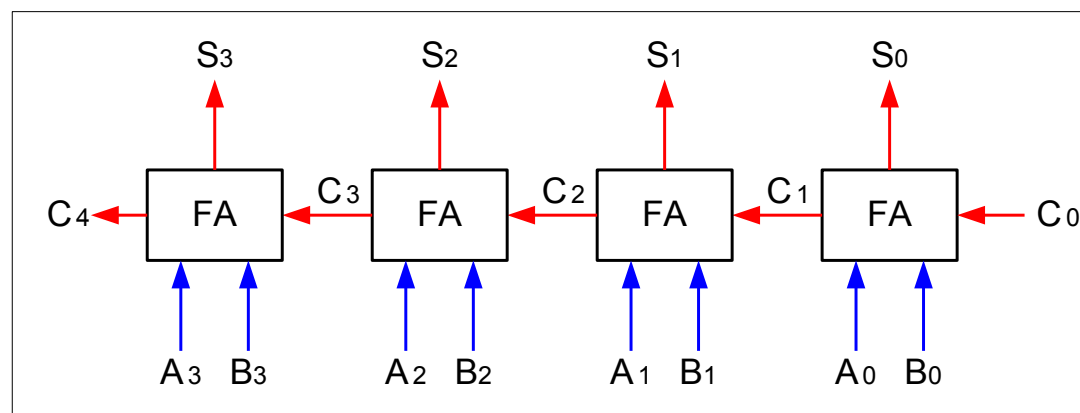 S3 S2 S1 S0
C4 FA C3 FA C2 FA C1 FA C0
A3 B3 A2 B2 A1 B1 A0 B0